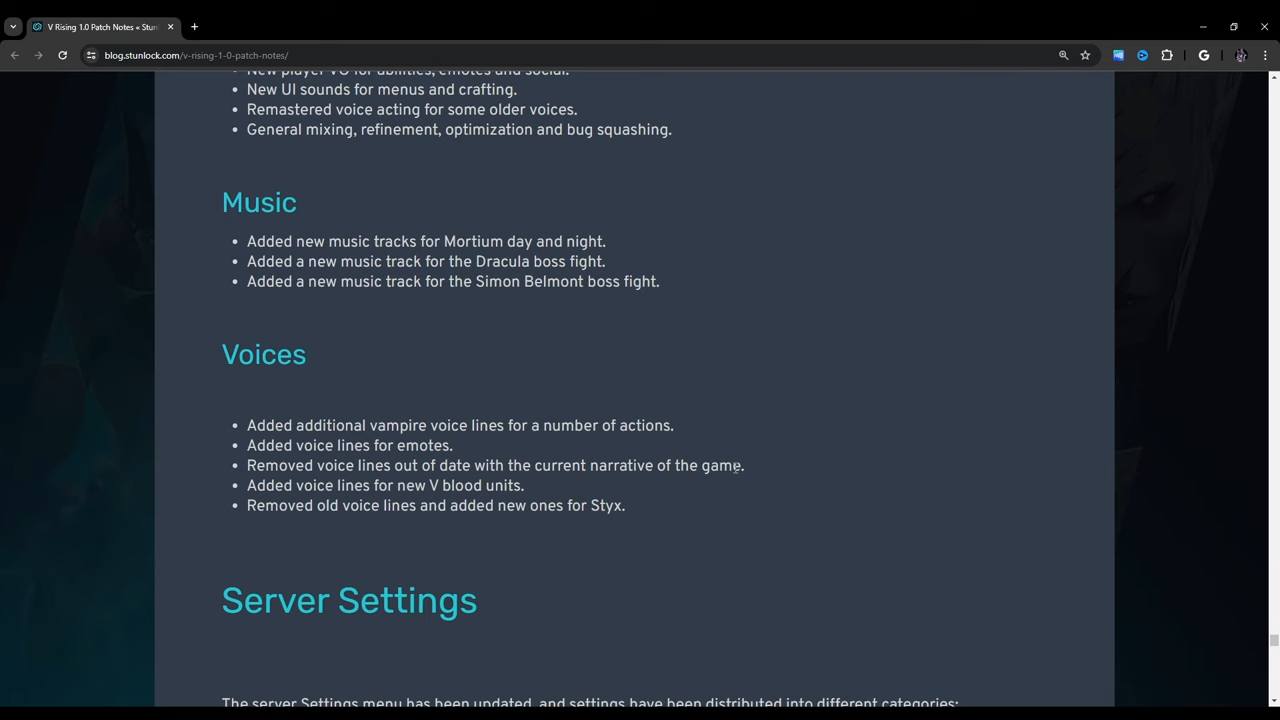 V Rising 1.0 Patch Notes « Stun
blog.stunlock.com/v-rising-1-0-patch-notes/
New player VO for abilities, emotes and social.
New UI sounds for menus and crafting.
Remastered voice acting for some older voices.
General mixing, refinement, optimization and bug squashing.
Music
Added new music tracks for Mortium day and night.
Added a new music track for the Dracula boss fight.
Added a new music track for the Simon Belmont boss fight.
Voices
Added additional vampire voice lines for a number of actions.
Added voice lines for emotes.
Removed voice lines out of date with the current narrative of the game.
Added voice lines for new V blood units.
Removed old voice lines and added new ones for Styx.
Server Settings
The server Settings menu has been updated, and settings have been distributed into different categories: